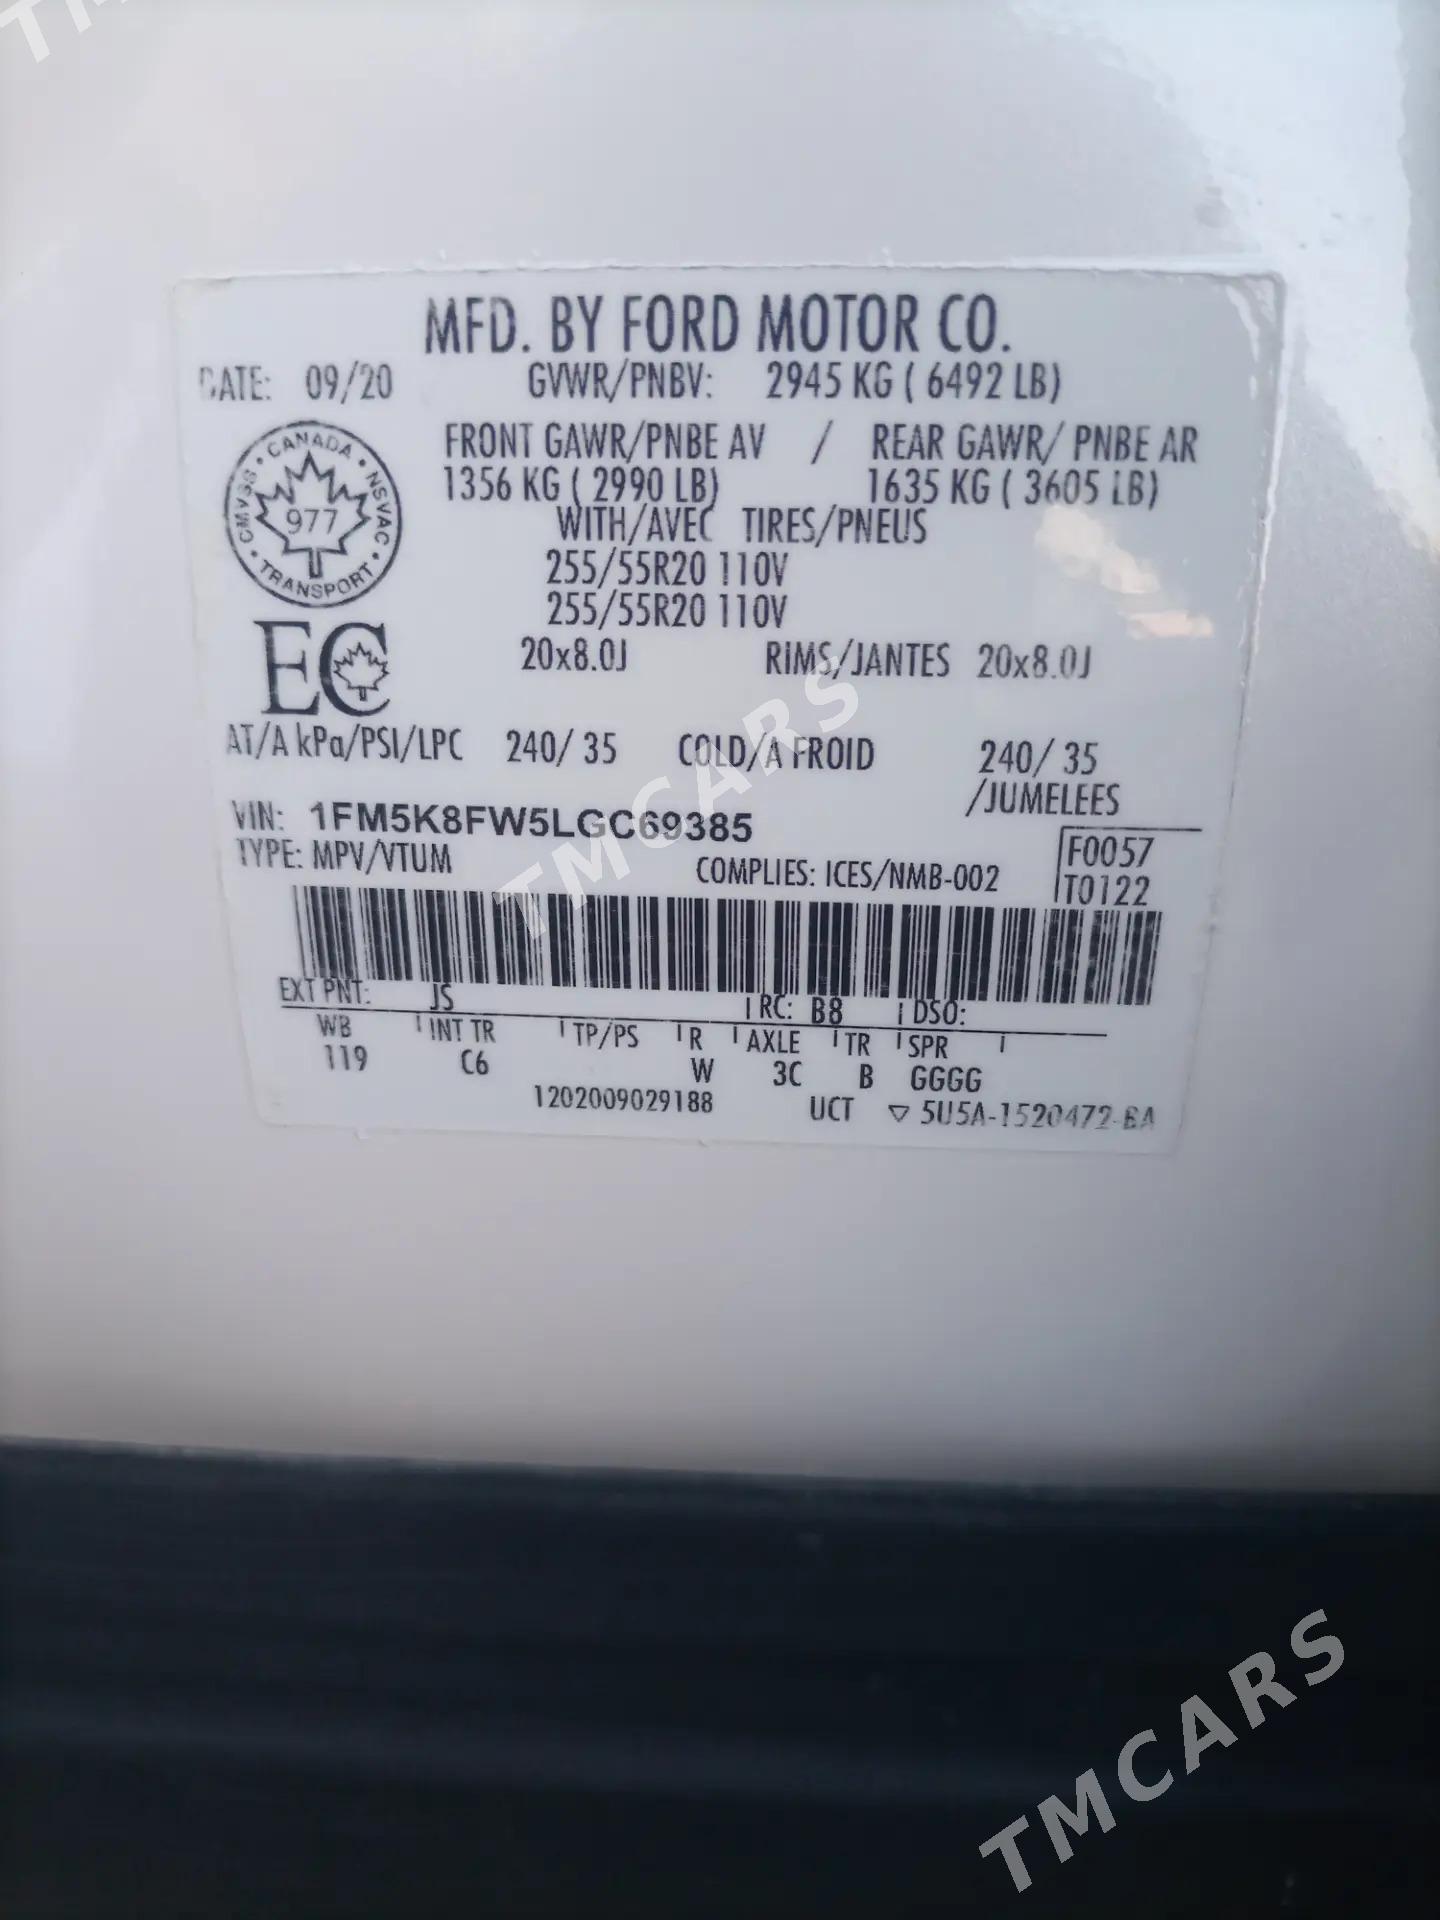 MFD. BY FORD MOTOR CO.
DATE: 09/20 GVWR/PNBV: 2945 KG ( 6492 LB)
FRONT GAWR/PNBE AV / REAR GAWR/ PNBE AR
1356 KG ( 2990 LB) 1635 KG ( 3605 LB)
WITH/AVEC TIRES/PNEUS
255/55R20 110V
255/55R20 110V
20x8.0J RIMS/JANTES 20x8.0J
CANADA • NSVAC • TRANSPORT • CMVSS •
977
EC
AT/A kPa/PSI/LPC 240/ 35 COLD/A FROID 240/ 35
/JUMELEES
VIN: 1FM5K8FW5LGC69385
TYPE: MPV/VTUM COMPLIES: ICES/NMB-002
F0057
T0122
EXT PNT: JS RC: B8 DSO:
WB INT TR TP/PS R AXLE TR SPR
119 C6 W 3C B GGGG
1202009029188 UCT ▽ 5U5A-1520472-BA
TMCARS
TMCARS